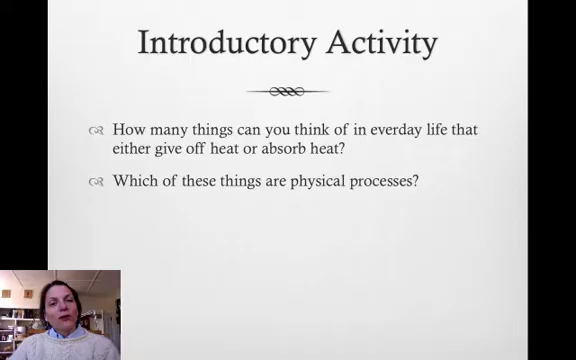 Introductory Activity
How many things can you think of in everday life that
either give off heat or absorb heat?
Which of these things are physical processes?